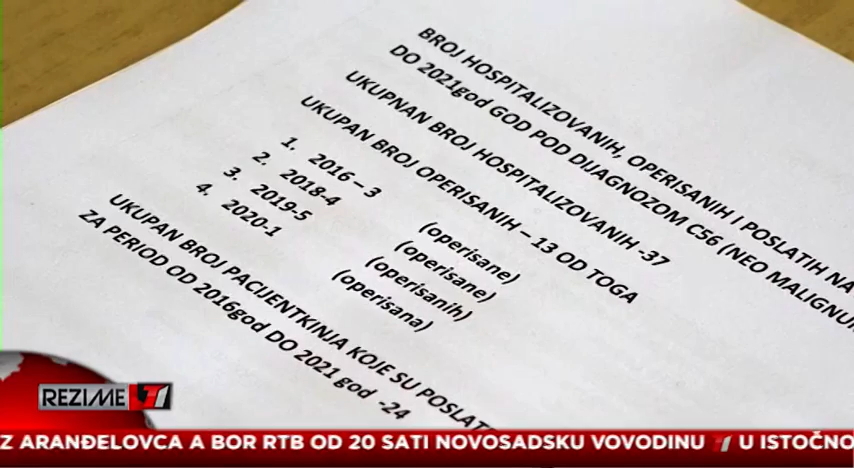 BROJ HOSPITALIZOVANIH, OPERISANIH I POSLATIH NA
DO 2021god GOD POD DIJAGNOZOM C56 (NEO
UKUPNAN BROJ HOSPITALIZOVANIH -37
UKUPAN BROJ OPERISANIH – 13 OD TOGA
1. 2016 – 3 (operisane)
2. 2018-4 (operisane)
3. 2019-5 (operisanih)
4. 2020-1 (operisana)
UKUPAN BROJ PACIJENTKINJA KOJE SU
ZA PERIOD OD 2016god DO 2021 god -24
REZIME
Z ARANĐELOVCA A BOR RTB OD 20 SATI NOVOSADSKU VOVODINU U ISTOČNO